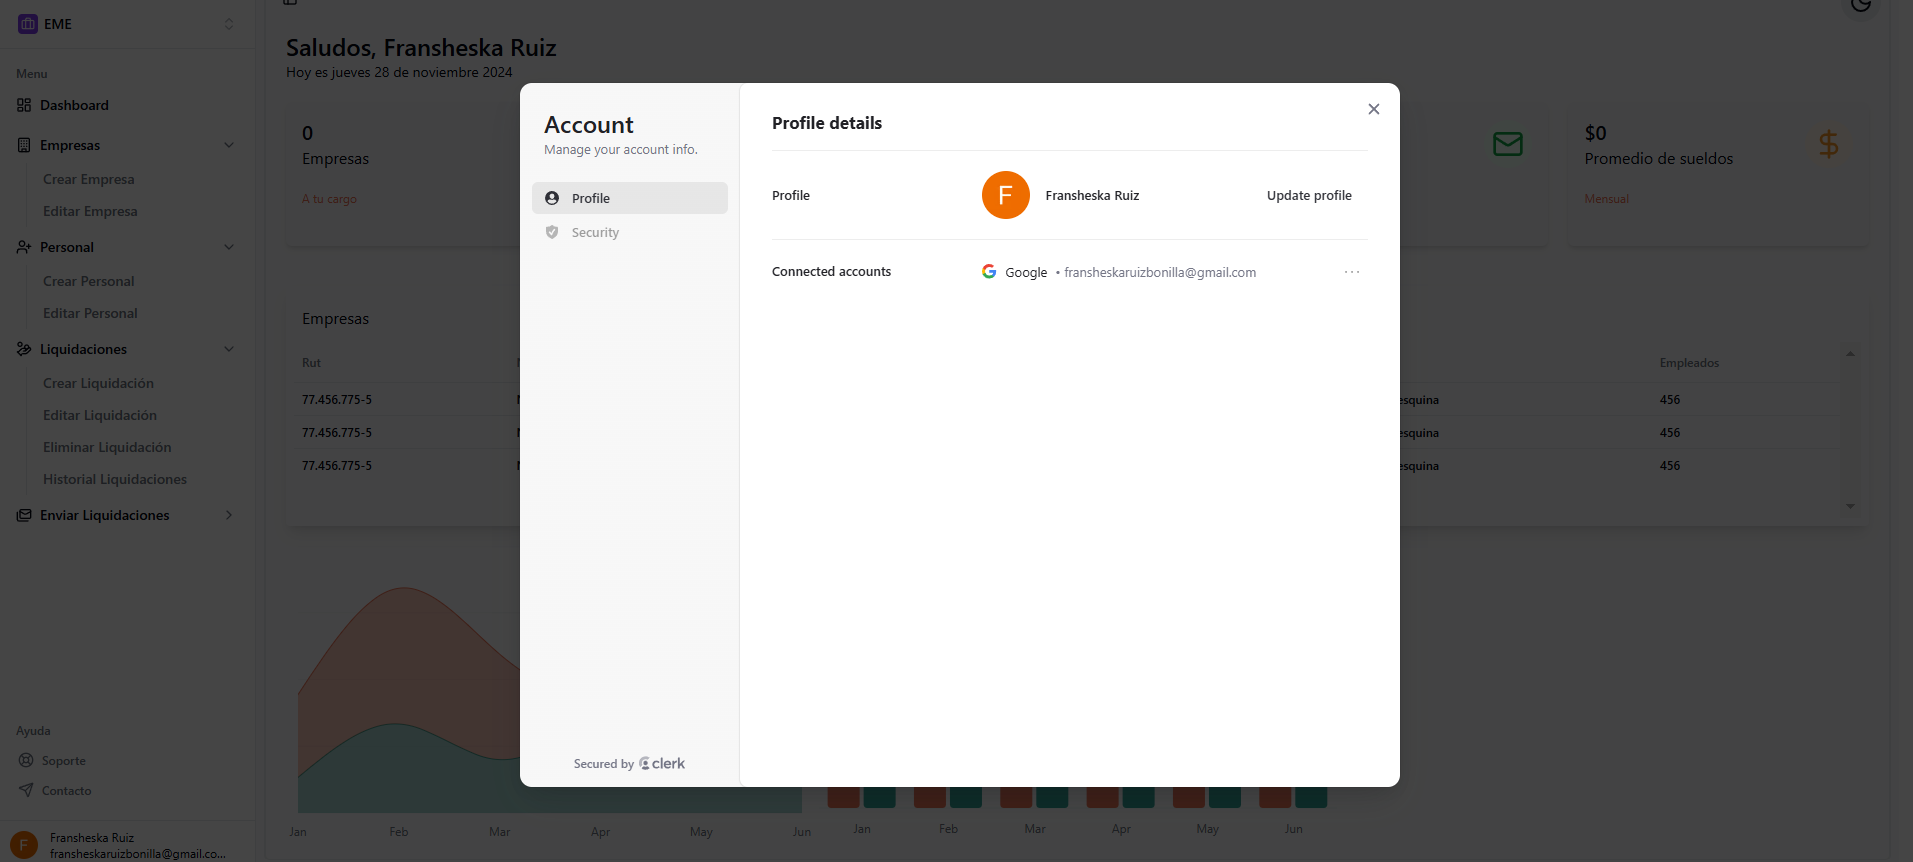 EME
Menu
Dashboard
Empresas
Crear Empresa
Editar Empresa
Personal
Crear Personal
Editar Personal
Liquidaciones
Crear Liquidación
Editar Liquidación
Eliminar Liquidación
Historial Liquidaciones
Enviar Liquidaciones
Ayuda
Soporte
Contacto
F
Fransheska Ruiz
fransheskaruizbonilla@gmail.co...
Saludos, Fransheska Ruiz
Hoy es jueves 28 de noviembre 2024
0
Empresas
A tu cargo
$0
Promedio de sueldos
Mensual
Empresas
Rut Empleados
77.456.775-5 esquina 456
77.456.775-5 esquina 456
77.456.775-5 esquina 456
Jan Feb Mar Apr May Jun
Jan Feb Mar Apr May Jun
Account
Manage your account info.
Profile
Security
Secured by clerk
Profile details
Profile F Fransheska Ruiz Update profile
Connected accounts Google • fransheskaruizbonilla@gmail.com ···